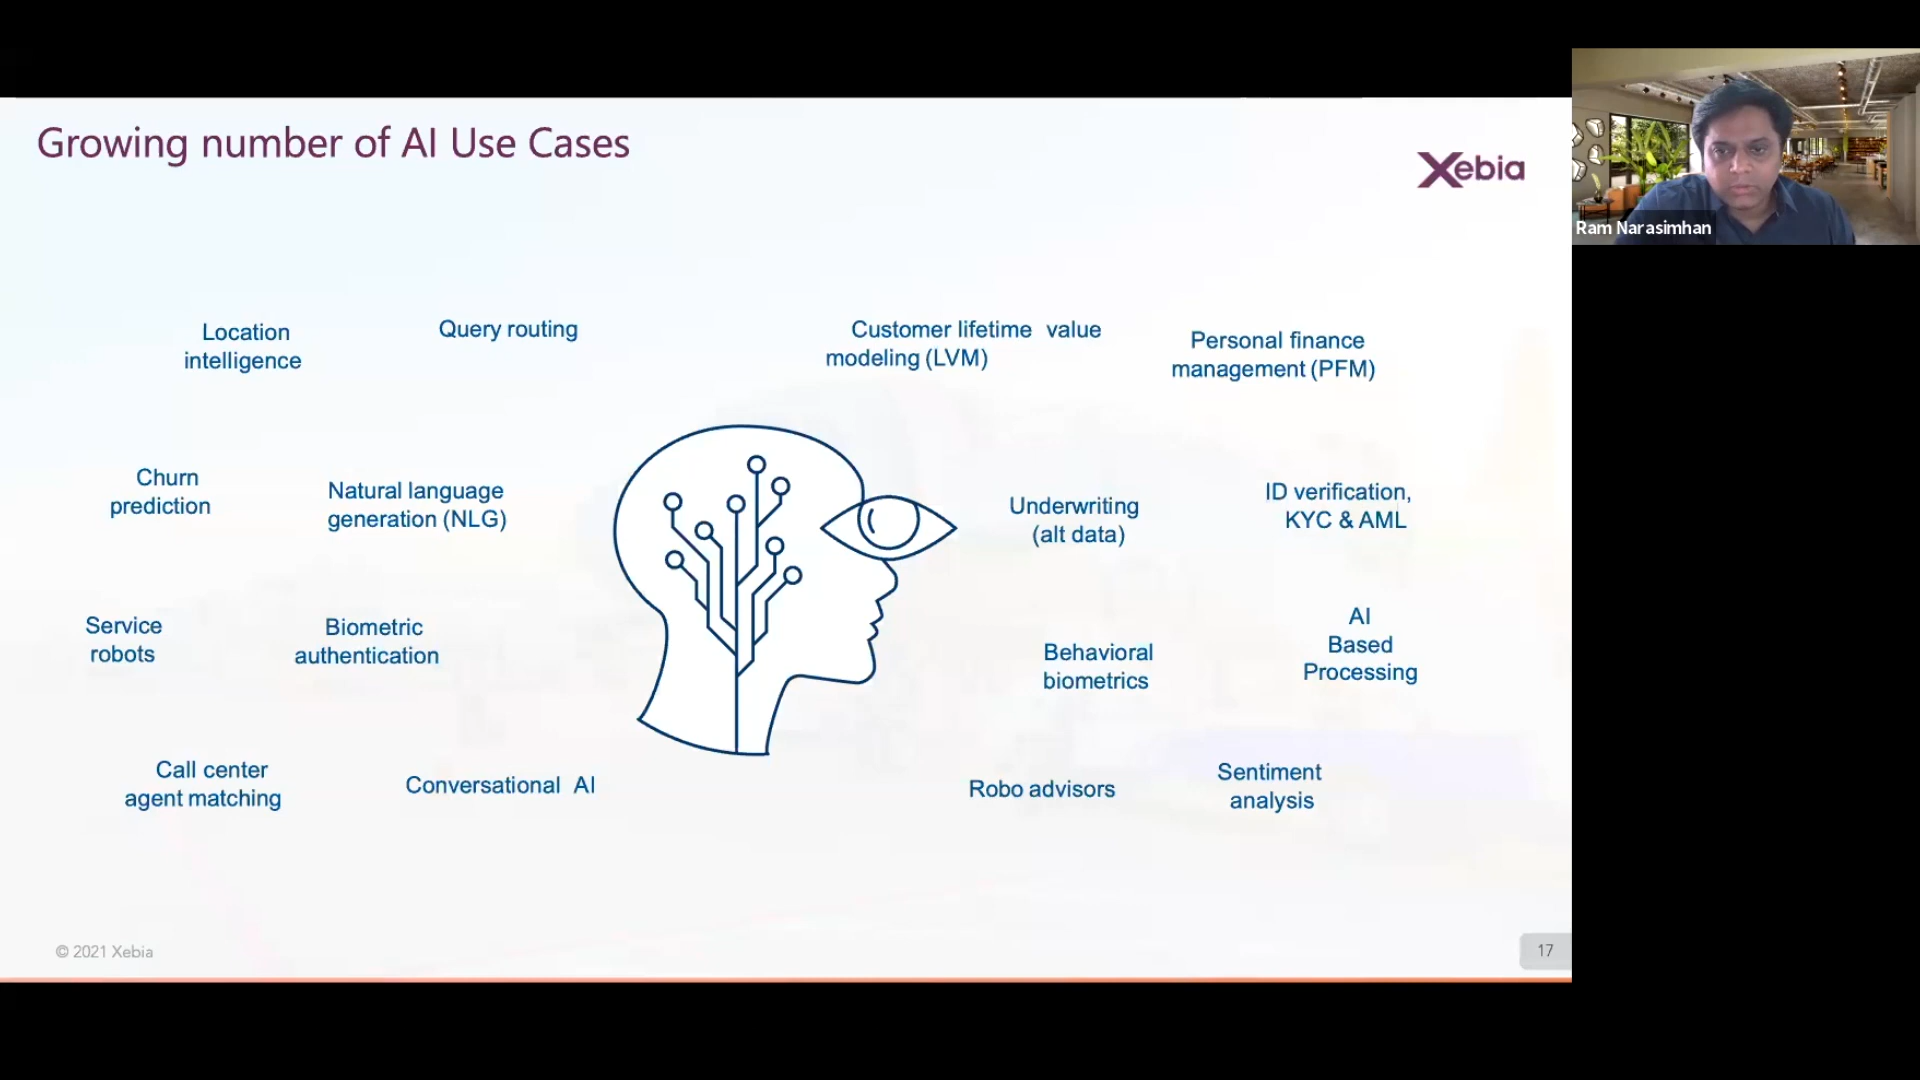 Growing number of AI Use Cases
Xebia
Ram Narasimhan
Location
intelligence
Query routing
Customer lifetime value
modeling (LVM)
Personal finance
management (PFM)
Churn
prediction
Natural language
generation (NLG)
Underwriting
(alt data)
ID verification,
KYC & AML
Service
robots
Biometric
authentication
Behavioral
biometrics
AI
Based
Processing
Call center
agent matching
Conversational AI
Robo advisors
Sentiment
analysis
© 2021 Xebia
17